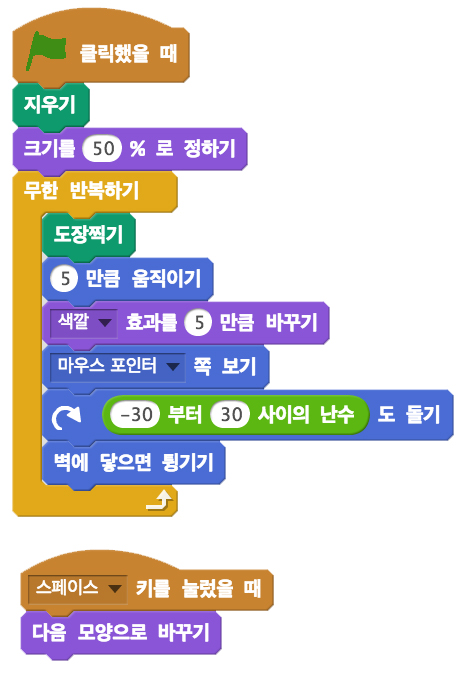 클릭했을 때
지우기
크기를 50 % 로 정하기
무한 반복하기
도장찍기
5 만큼 움직이기
색깔 효과를 5 만큼 바꾸기
마우스 포인터 쪽 보기
-30 부터 30 사이의 난수 도 돌기
벽에 닿으면 튕기기
스페이스 키를 눌렀을 때
다음 모양으로 바꾸기